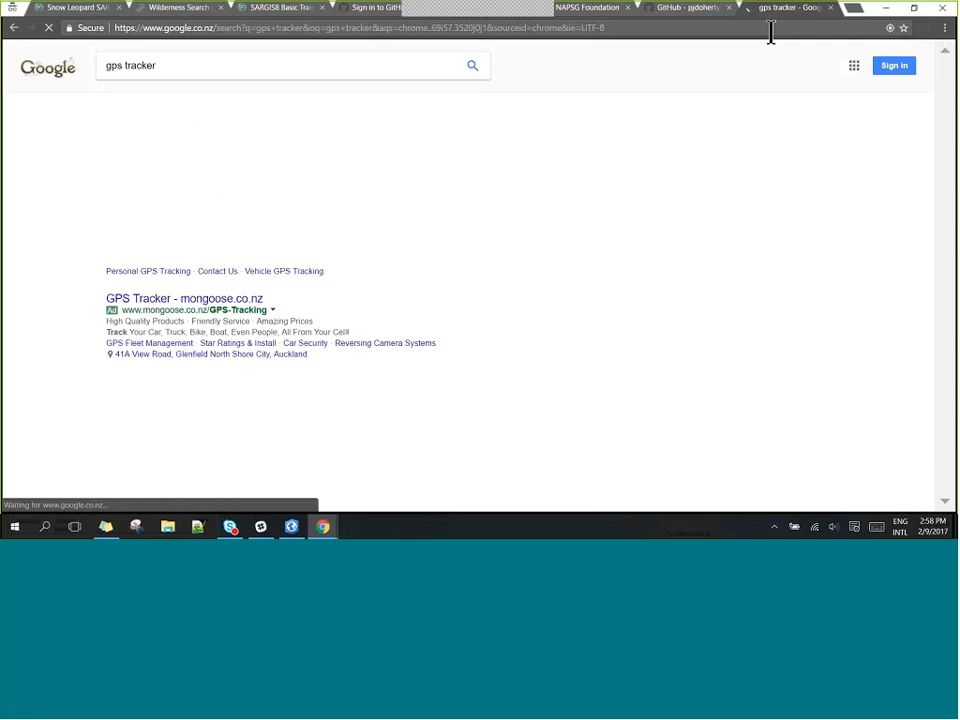 Snow Leopard SAR
Wilderness Search
SARGIS8 Basic Trai
Sign in to GitH
NAPSG Foundation
GitHub - pjdoherty
gps tracker - Goog
Secure
https://www.google.co.nz/search?q=gps+tracker&oq=gps+tracker&aqs=chrome..69i57.3520j0j1&sourceid=chrome&ie=UTF-8
Google
gps tracker
Sign in
Personal GPS Tracking · Contact Us · Vehicle GPS Tracking
GPS Tracker - mongoose.co.nz
Ad www.mongoose.co.nz/GPS-Tracking
High Quality Products · Friendly Service · Amazing Prices
Track Your Car, Truck, Bike, Boat, Even People, All From Your Cell!
GPS Fleet Management · Star Ratings & Install · Car Security · Reversing Camera Systems
41A View Road, Glenfield North Shore City, Auckland
Waiting for www.google.co.nz...
ENG
INTL
2:58 PM
2/9/2017